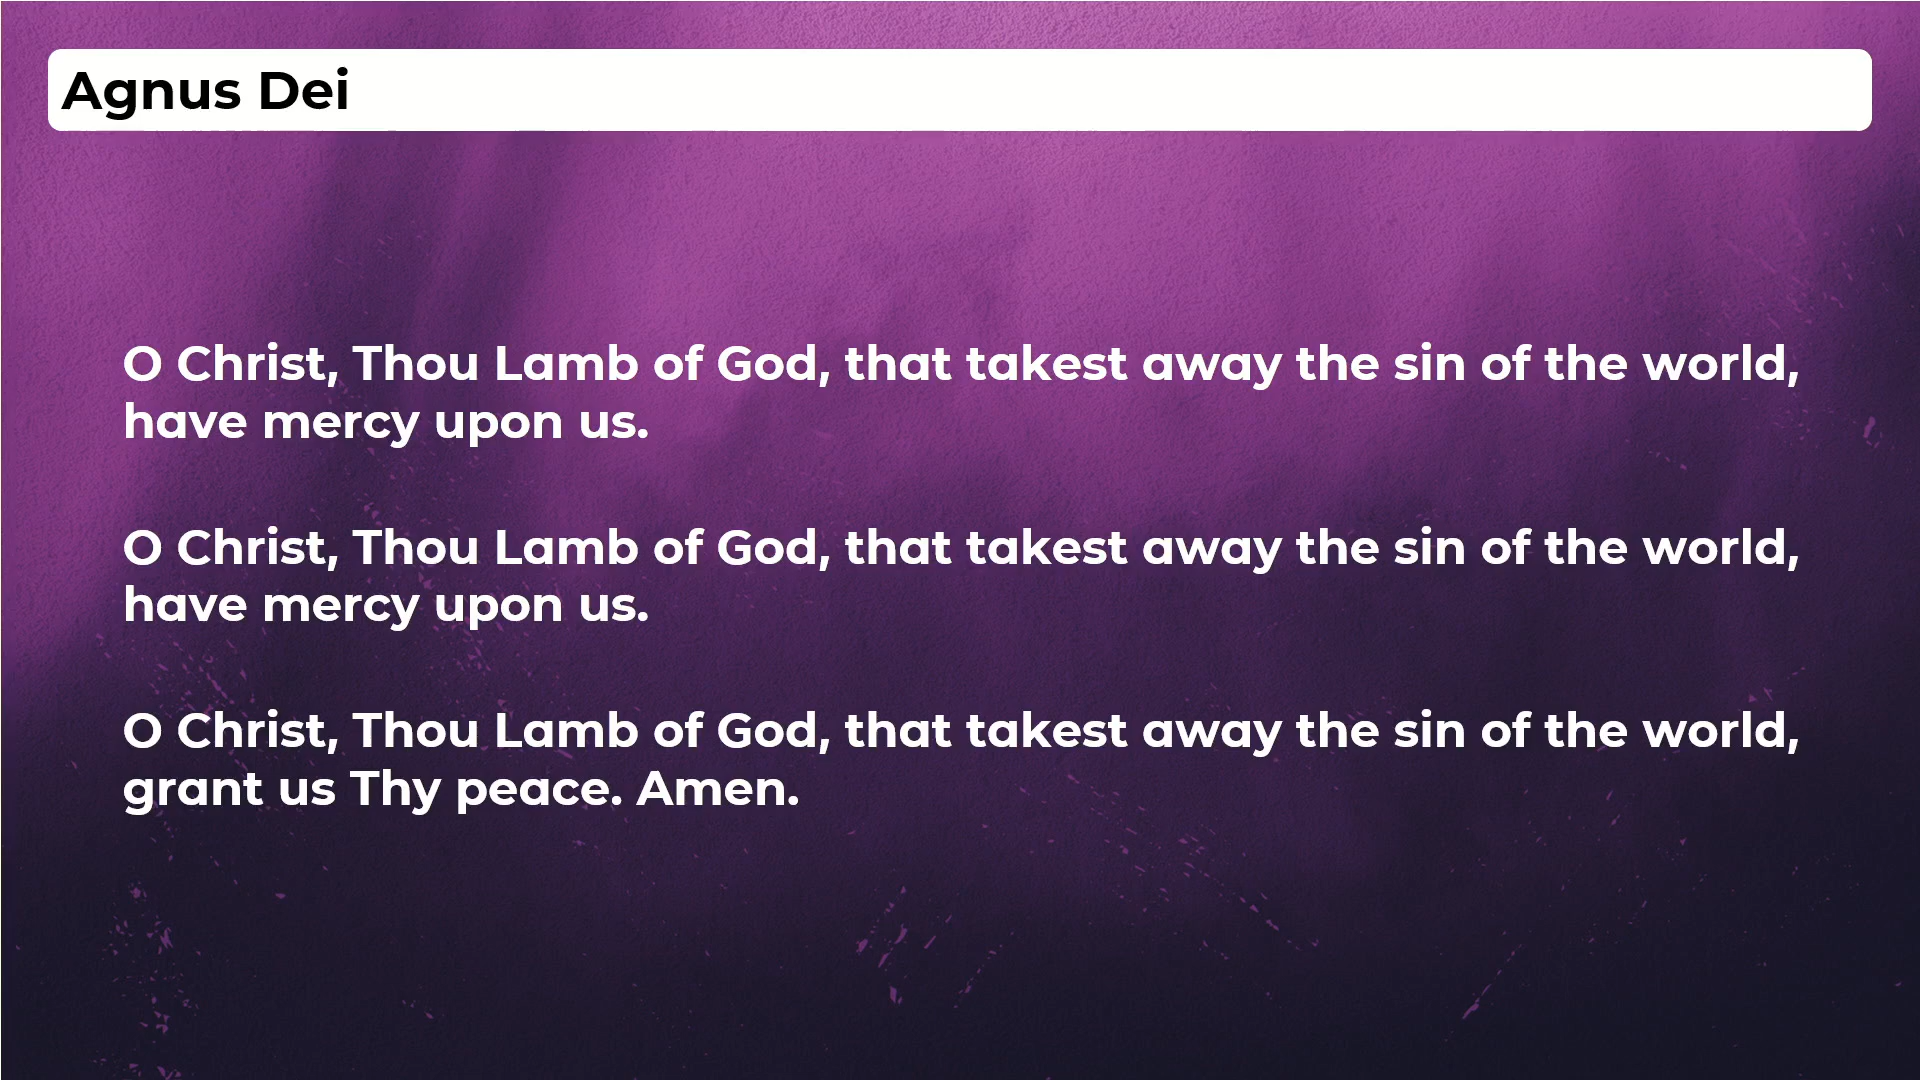 Agnus Dei
O Christ, Thou Lamb of God, that takest away the sin of the world,
have mercy upon us.
O Christ, Thou Lamb of God, that takest away the sin of the world,
have mercy upon us.
O Christ, Thou Lamb of God, that takest away the sin of the world,
grant us Thy peace. Amen.